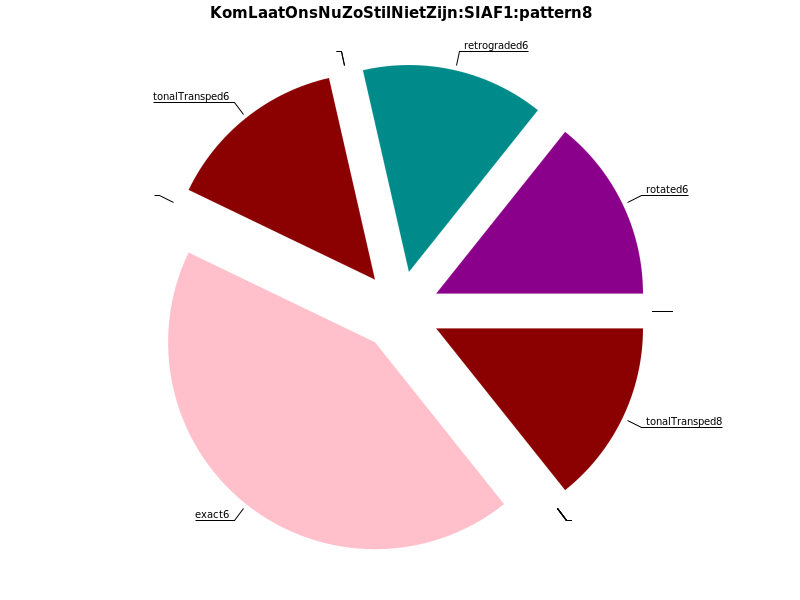 KomLaatOnsNuZoStilNietZijn:SIAF1:pattern8
retrograded6
tonalTransped6
rotated6
tonalTransped8
exact6